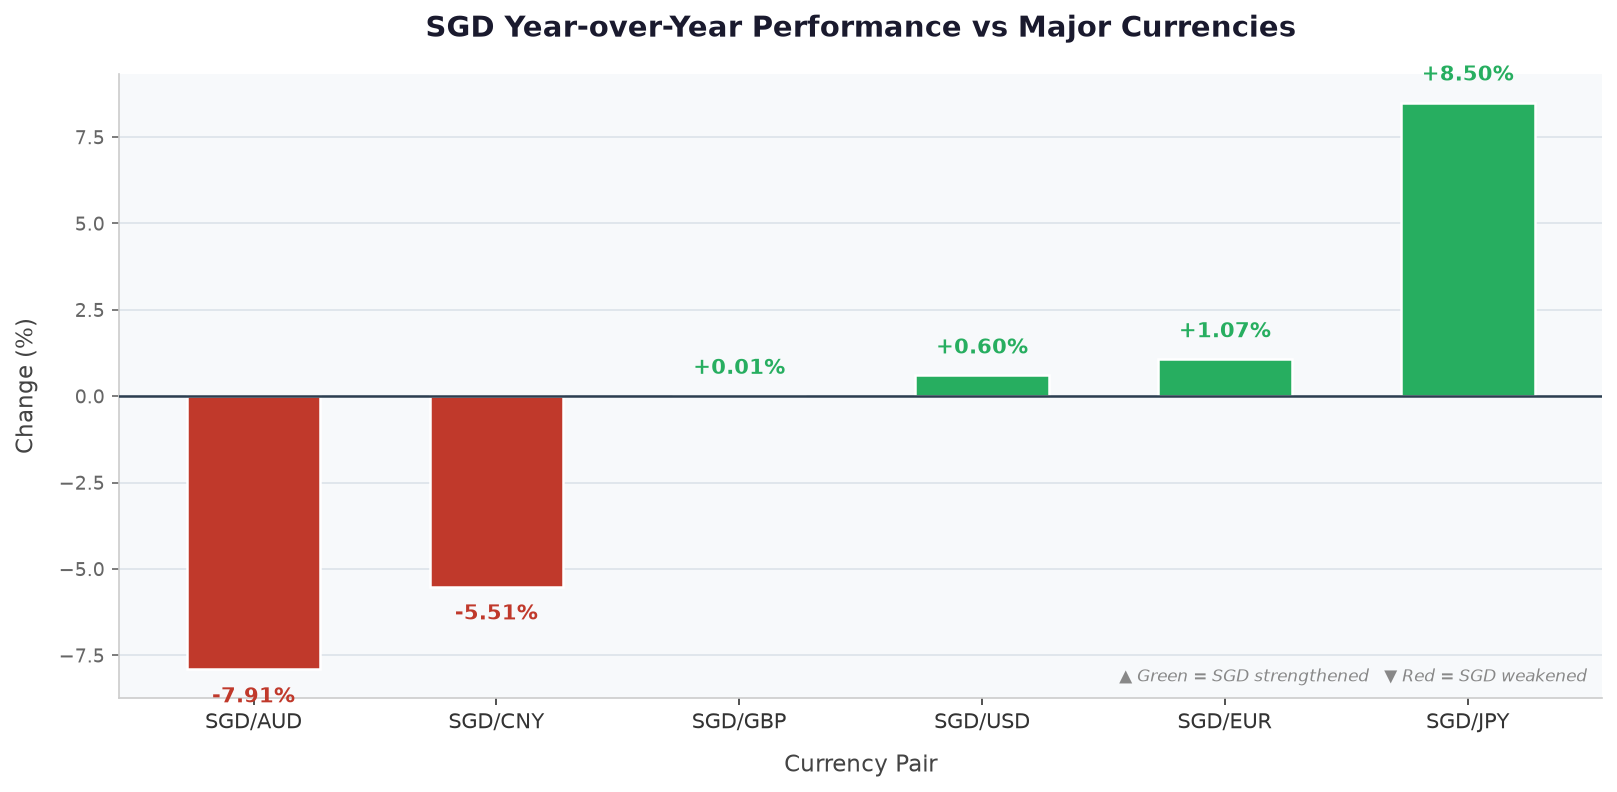 SGD Year-over-Year Performance vs Major Currencies
+8.50%
7.5
5.0
2.5
+1.07%
+0.60%
+0.01%
0.0
Change (%)
−2.5
−5.0
-5.51%
−7.5
▲ Green = SGD strengthened ▼ Red = SGD weakened
-7.91%
SGD/AUD SGD/CNY SGD/GBP SGD/USD SGD/EUR SGD/JPY
Currency Pair